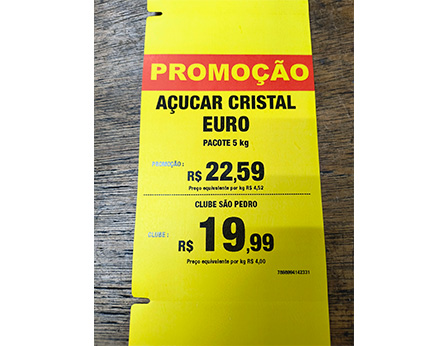 PROMOÇÃO
AÇUCAR CRISTAL
EURO
PACOTE 5 kg
PROMOÇÃO:
R$ 22,59
Preço equivalente por kg R$ 4,52
CLUBE SÃO PEDRO
CLUBE:
R$ 19,99
Preço equivalente por kg R$ 4,00
7898994142331